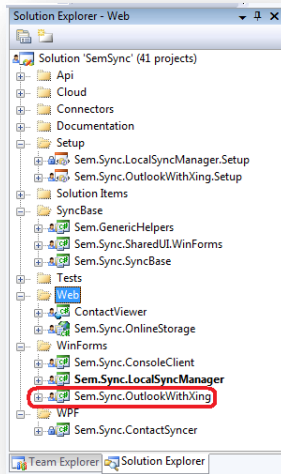 Solution Explorer - Web
Solution 'SemSync' (41 projects)
Api
Cloud
Connectors
Documentation
Setup
Sem.Sync.LocalSyncManager.Setup
Sem.Sync.OutlookWithXing.Setup
Solution Items
SyncBase
Sem.GenericHelpers
Sem.Sync.SharedUI.WinForms
Sem.Sync.SyncBase
Tests
Web
ContactViewer
Sem.Sync.OnlineStorage
WinForms
Sem.Sync.ConsoleClient
Sem.Sync.LocalSyncManager
Sem.Sync.OutlookWithXing
WPF
Sem.Sync.ContactSyncer
Team Explorer Solution Explorer